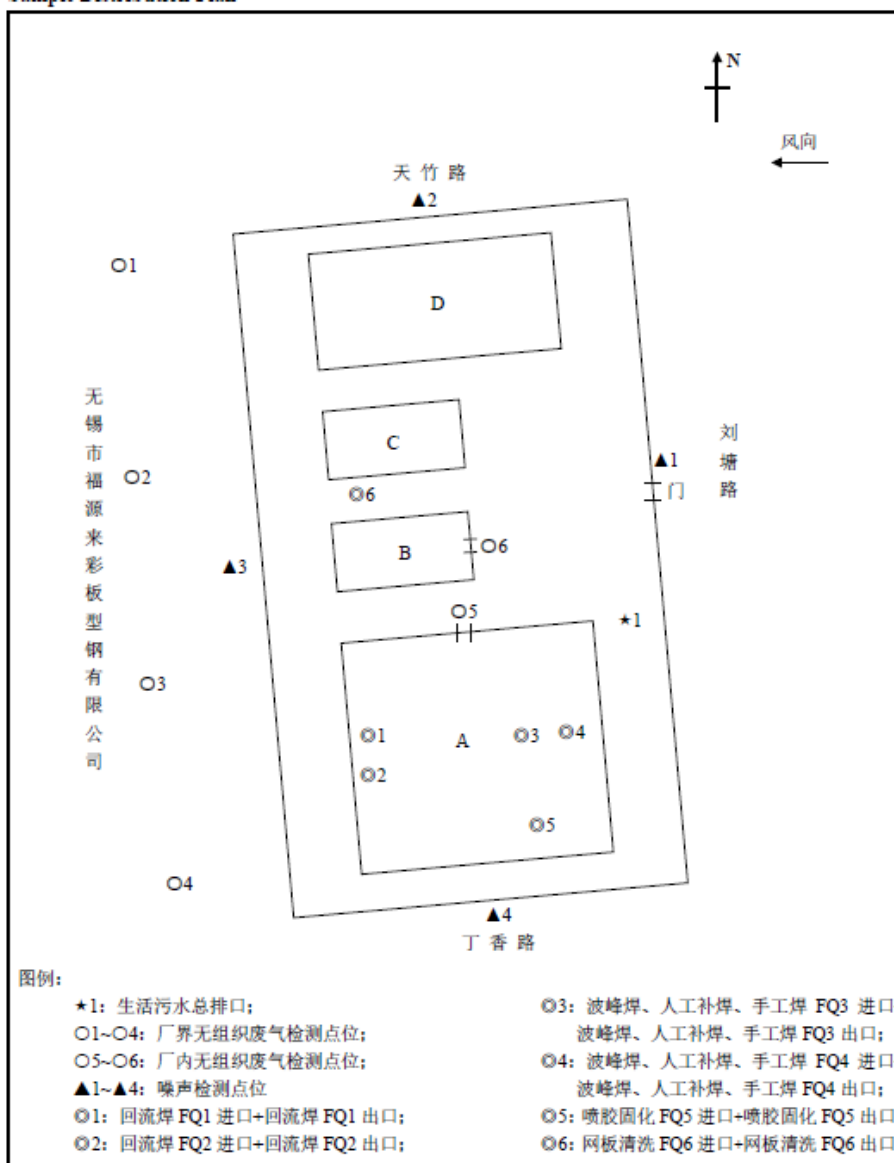 N
风向
天 竹 路
▲2
○1
D
无锡市福源来彩板型钢有限公司
C
刘塘路
▲1
门
○2
◎6
B
○6
▲3
○5
★1
○3
◎1
A
◎3
◎4
◎2
◎5
○4
▲4
丁 香 路
图例：
★1：生活污水总排口；
○1~○4：厂界无组织废气检测点位；
○5~○6：厂内无组织废气检测点位；
▲1~▲4：噪声检测点位
◎1：回流焊 FQ1 进口+回流焊 FQ1 出口；
◎2：回流焊 FQ2 进口+回流焊 FQ2 出口；
◎3：波峰焊、人工补焊、手工焊 FQ3 进口
波峰焊、人工补焊、手工焊 FQ3 出口；
◎4：波峰焊、人工补焊、手工焊 FQ4 进口
波峰焊、人工补焊、手工焊 FQ4 出口；
◎5：喷胶固化 FQ5 进口+喷胶固化 FQ5 出口
◎6：网板清洗 FQ6 进口+网板清洗 FQ6 出口